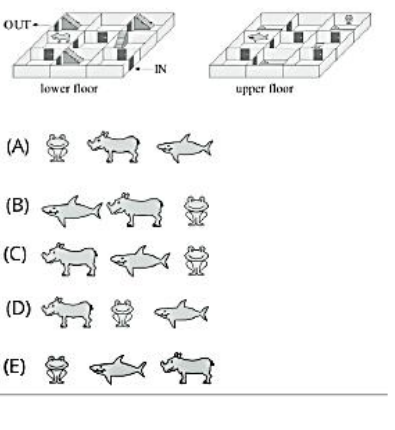 OUT
IN
lower floor
upper floor
(A)
(B)
(C)
(D)
(E)